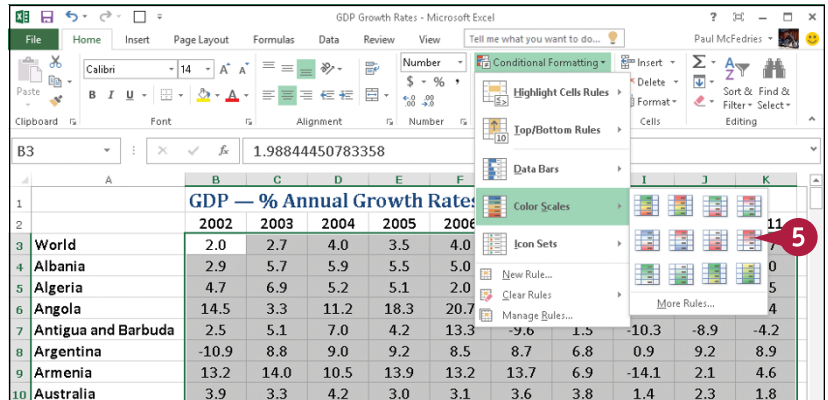 GDP Growth Rates - Microsoft Excel
File Home Insert Page Layout Formulas Data Review View Tell me what you want to do... Paul McFedries
Paste
Clipboard
Calibri 14
B I U A
Font
Alignment
Number
$ % ,
Number
Conditional Formatting
Highlight Cells Rules
Top/Bottom Rules
Data Bars
Color Scales
Icon Sets
New Rule...
Clear Rules
Manage Rules...
More Rules...
5
Insert
Delete
Format
Cells
Sort & Filter
Find & Select
Editing
B3 fx 1.98844450783358
A B C D E F I J K
1 GDP — % Annual Growth Rates
2 2002 2003 2004 2005 2006 11
3 World 2.0 2.7 4.0 3.5 4.0
4 Albania 2.9 5.7 5.9 5.5 5.0 0
5 Algeria 4.7 6.9 5.2 5.1 2.0 5
6 Angola 14.5 3.3 11.2 18.3 20.7 4
7 Antigua and Barbuda 2.5 5.1 7.0 4.2 13.3 -9.6 1.5 -10.3 -8.9 -4.2
8 Argentina -10.9 8.8 9.0 9.2 8.5 8.7 6.8 0.9 9.2 8.9
9 Armenia 13.2 14.0 10.5 13.9 13.2 13.7 6.9 -14.1 2.1 4.6
10 Australia 3.9 3.3 4.2 3.0 3.1 3.6 3.8 1.4 2.3 1.8